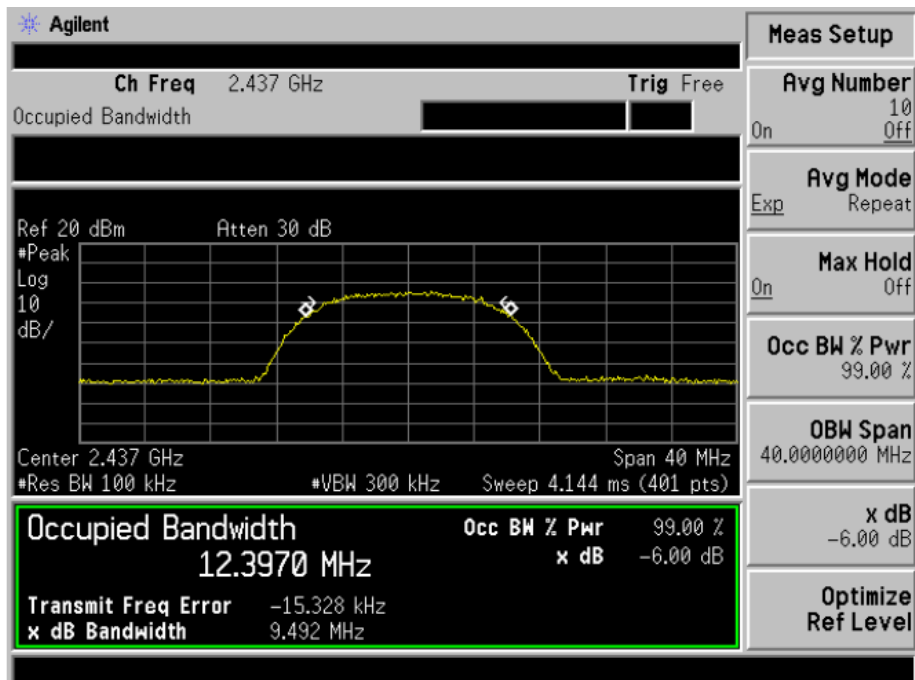 Agilent
Ch Freq 2.437 GHz Trig Free
Occupied Bandwidth
Ref 20 dBm Atten 30 dB
#Peak
Log
10
dB/
Center 2.437 GHz Span 40 MHz
#Res BW 100 kHz #VBW 300 kHz Sweep 4.144 ms (401 pts)
Occupied Bandwidth Occ BW % Pwr 99.00 %
12.3970 MHz x dB -6.00 dB
Transmit Freq Error -15.328 kHz
x dB Bandwidth 9.492 MHz
Meas Setup
Avg Number
10
On Off
Avg Mode
Exp Repeat
Max Hold
On Off
Occ BW % Pwr
99.00 %
OBW Span
40.0000000 MHz
x dB
-6.00 dB
Optimize
Ref Level